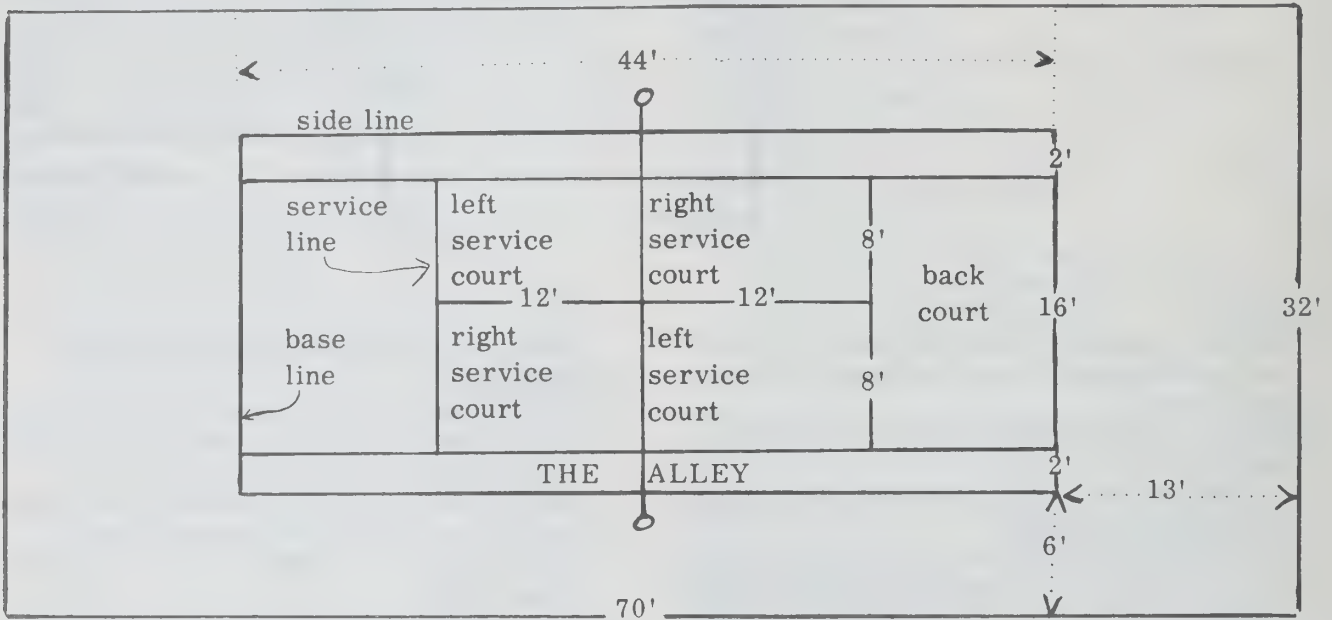 44'
side line
2'
service
line
left
service
court
right
service
court
8'
back
court
12'
12'
16'
32'
base
line
right
service
court
left
service
court
8'
THE ALLEY
2'
13'
6'
70'